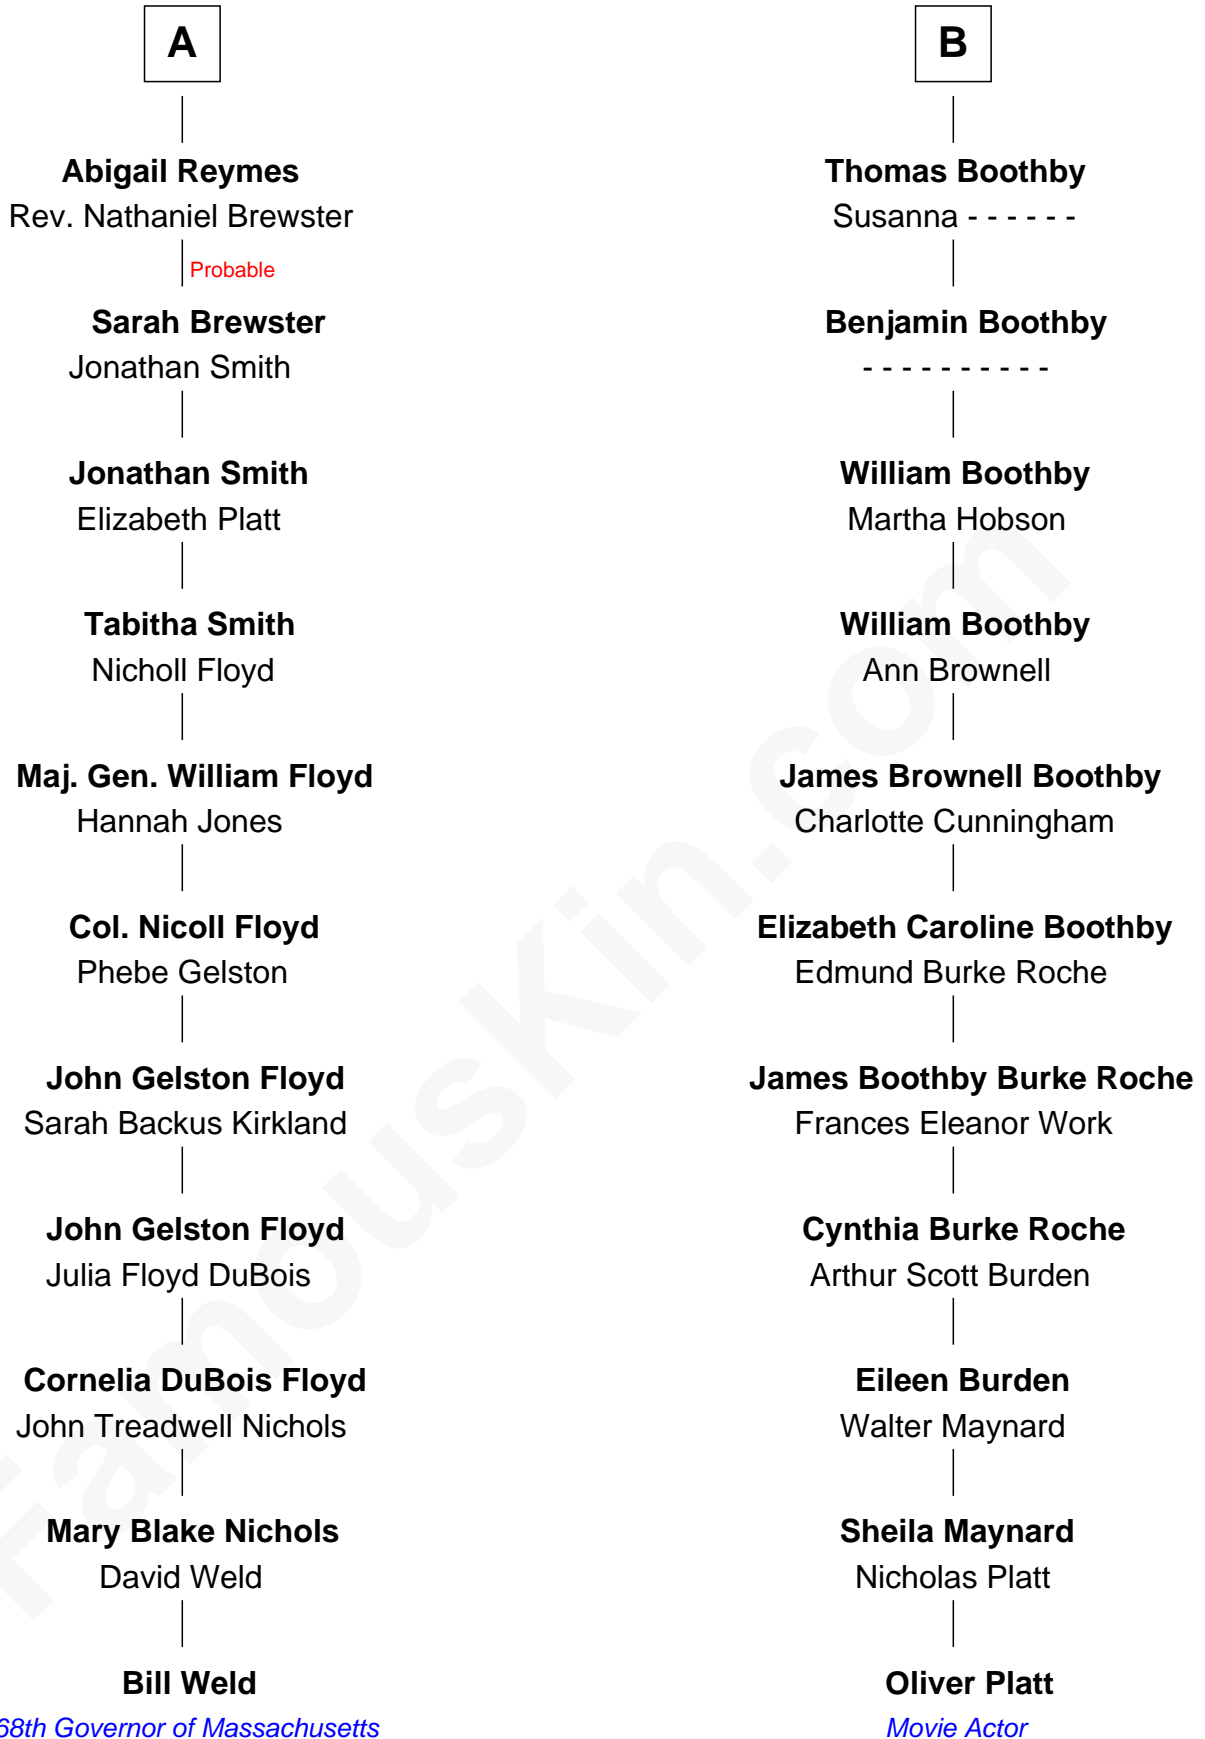 A
Abigail Reymes
Rev. Nathaniel Brewster
Probable
Sarah Brewster
Jonathan Smith
Jonathan Smith
Elizabeth Platt
Tabitha Smith
Nicholl Floyd
Maj. Gen. William Floyd
Hannah Jones
Col. Nicoll Floyd
Phebe Gelston
John Gelston Floyd
Sarah Backus Kirkland
John Gelston Floyd
Julia Floyd DuBois
Cornelia DuBois Floyd
John Treadwell Nichols
Mary Blake Nichols
David Weld
Bill Weld
68th Governor of Massachusetts
B
Thomas Boothby
Susanna - - - - - -
Benjamin Boothby
- - - - - - - - - -
William Boothby
Martha Hobson
William Boothby
Ann Brownell
James Brownell Boothby
Charlotte Cunningham
Elizabeth Caroline Boothby
Edmund Burke Roche
James Boothby Burke Roche
Frances Eleanor Work
Cynthia Burke Roche
Arthur Scott Burden
Eileen Burden
Walter Maynard
Sheila Maynard
Nicholas Platt
Oliver Platt
Movie Actor
FamousKin.com